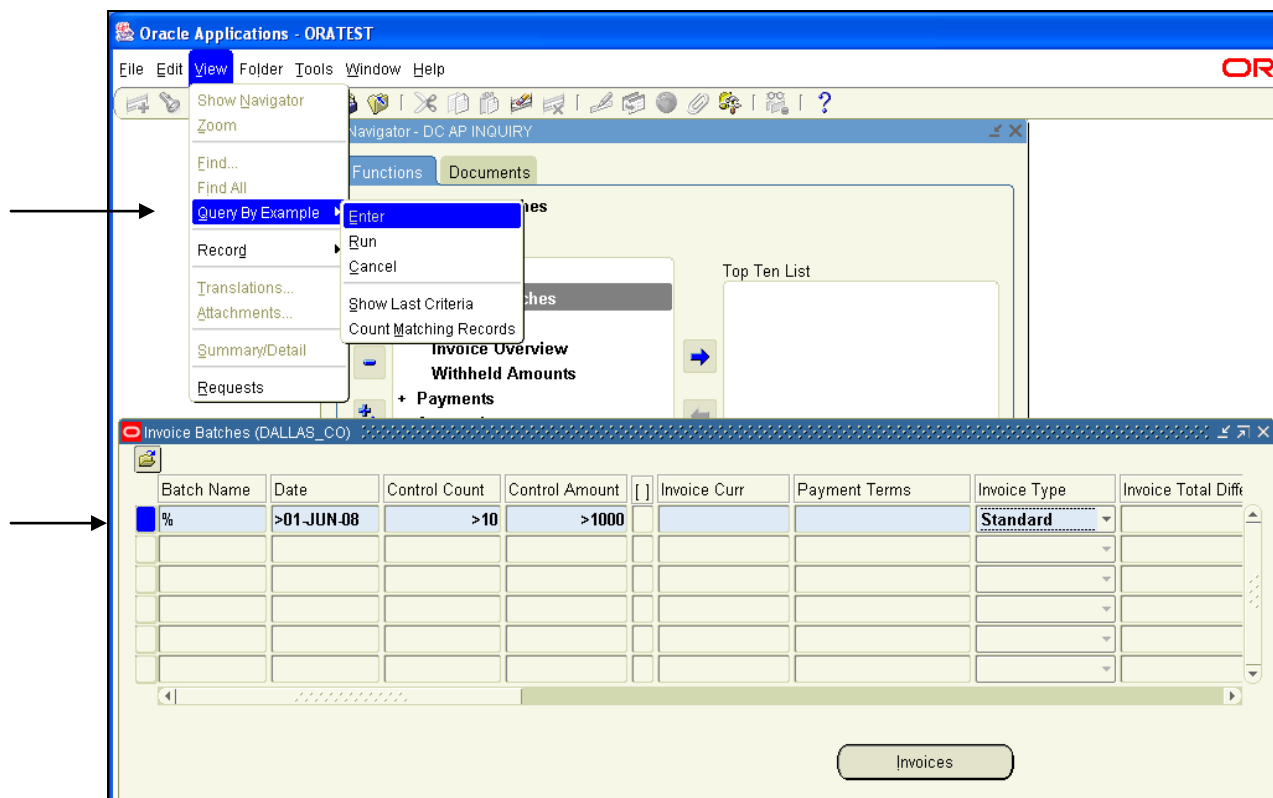 Oracle Applications - ORATEST
File Edit View Folder Tools Window Help
OR
Show Navigator
Zoom
Find...
Find All
Query By Example
Record
Translations...
Attachments...
Summary/Detail
Requests
Enter
Run
Cancel
Show Last Criteria
Count Matching Records
Navigator - DC AP INQUIRY
Functions Documents
hes
Top Ten List
ches
Invoice Overview
Withheld Amounts
+ Payments
Invoice Batches (DALLAS_CO)
Batch Name Date Control Count Control Amount [ ] Invoice Curr Payment Terms Invoice Type Invoice Total Diffe
% >01-JUN-08 >10 >1000 Standard
Invoices